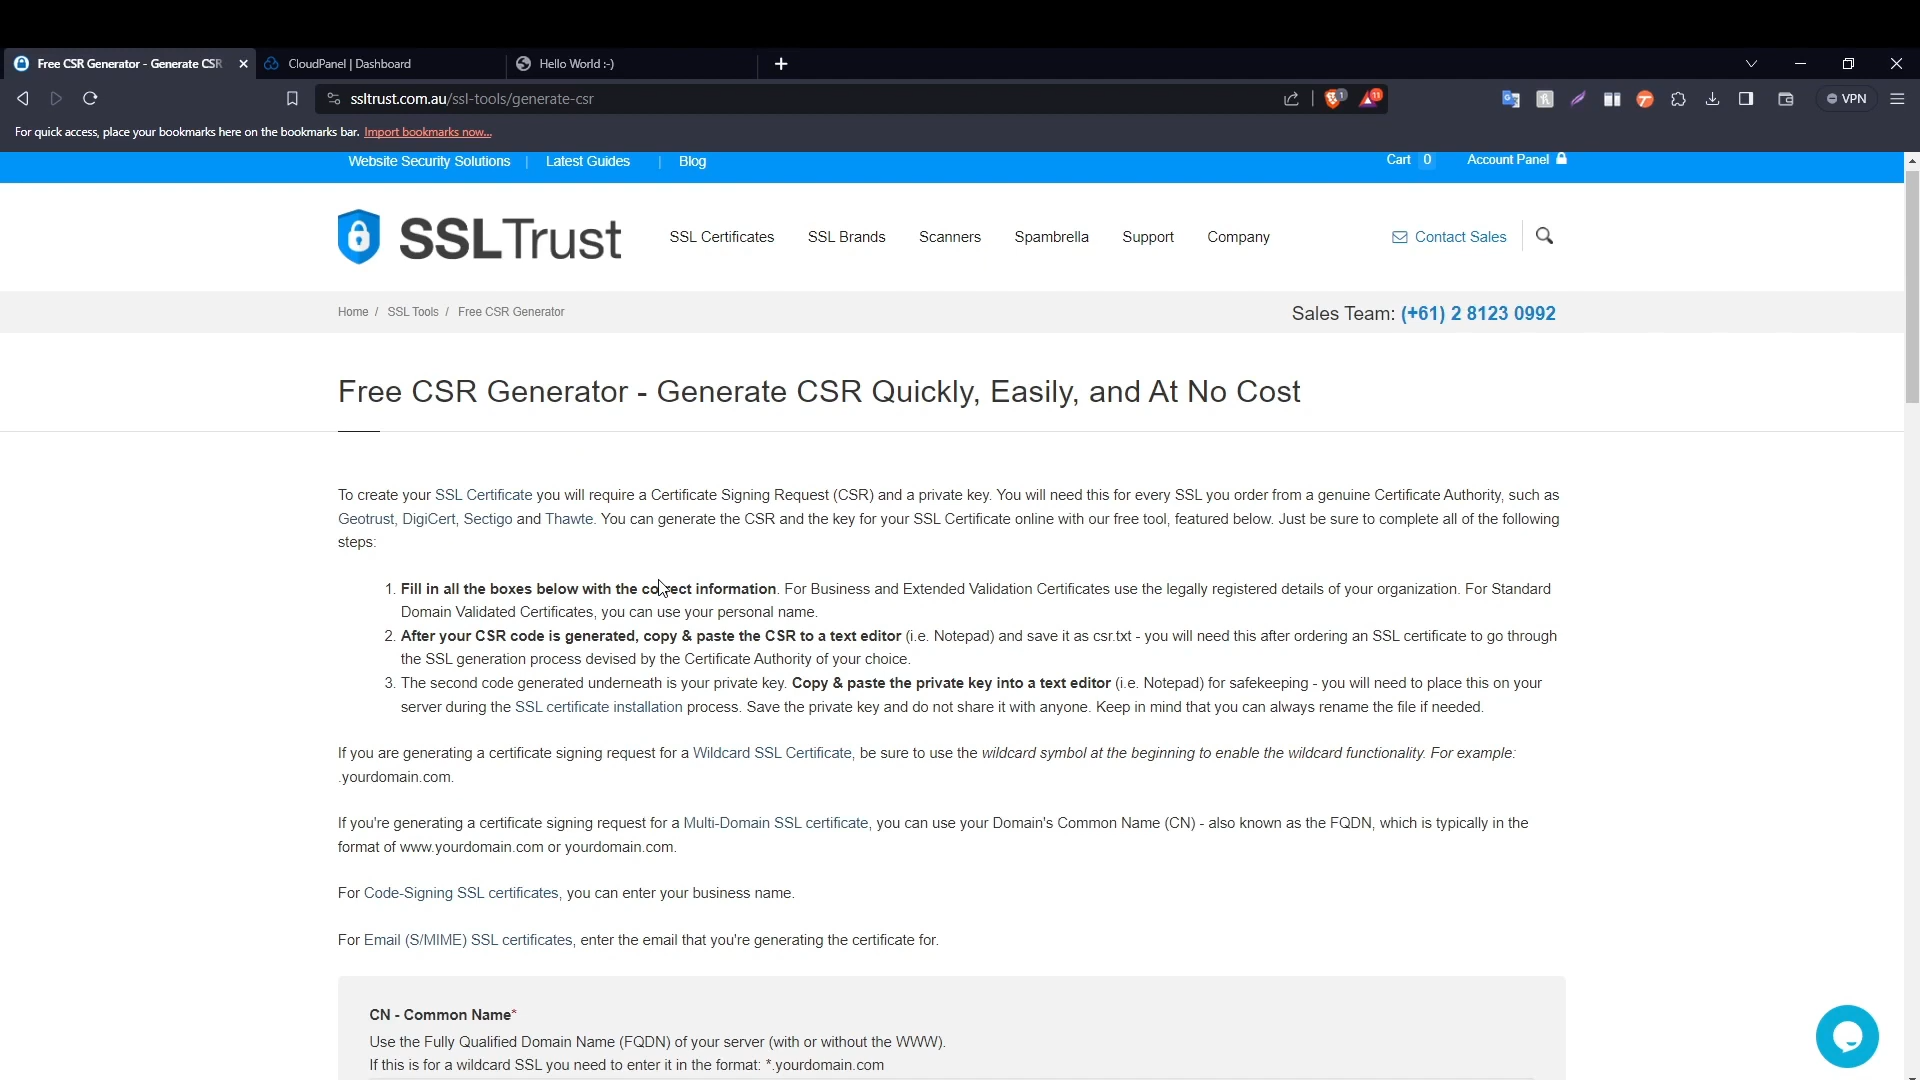 Free CSR Generator - Generate CSR
CloudPanel | Dashboard
Hello World :-)
ssltrust.com.au/ssl-tools/generate-csr
1
11
VPN
For quick access, place your bookmarks here on the bookmarks bar. Import bookmarks now...
Website Security Solutions | Latest Guides | Blog
Cart 0 Account Panel
SSLTrust
SSL Certificates SSL Brands Scanners Spambrella Support Company
Contact Sales
Home / SSL Tools / Free CSR Generator
Sales Team: (+61) 2 8123 0992
Free CSR Generator - Generate CSR Quickly, Easily, and At No Cost
To create your SSL Certificate you will require a Certificate Signing Request (CSR) and a private key. You will need this for every SSL you order from a genuine Certificate Authority, such as
Geotrust, DigiCert, Sectigo and Thawte. You can generate the CSR and the key for your SSL Certificate online with our free tool, featured below. Just be sure to complete all of the following
steps:
1. Fill in all the boxes below with the correct information. For Business and Extended Validation Certificates use the legally registered details of your organization. For Standard
Domain Validated Certificates, you can use your personal name.
2. After your CSR code is generated, copy & paste the CSR to a text editor (i.e. Notepad) and save it as csr.txt - you will need this after ordering an SSL certificate to go through
the SSL generation process devised by the Certificate Authority of your choice.
3. The second code generated underneath is your private key. Copy & paste the private key into a text editor (i.e. Notepad) for safekeeping - you will need to place this on your
server during the SSL certificate installation process. Save the private key and do not share it with anyone. Keep in mind that you can always rename the file if needed.
If you are generating a certificate signing request for a Wildcard SSL Certificate, be sure to use the wildcard symbol at the beginning to enable the wildcard functionality. For example:
.yourdomain.com.
If you're generating a certificate signing request for a Multi-Domain SSL certificate, you can use your Domain's Common Name (CN) - also known as the FQDN, which is typically in the
format of www.yourdomain.com or yourdomain.com.
For Code-Signing SSL certificates, you can enter your business name.
For Email (S/MIME) SSL certificates, enter the email that you're generating the certificate for.
CN - Common Name*
Use the Fully Qualified Domain Name (FQDN) of your server (with or without the WWW).
If this is for a wildcard SSL you need to enter it in the format: *.yourdomain.com